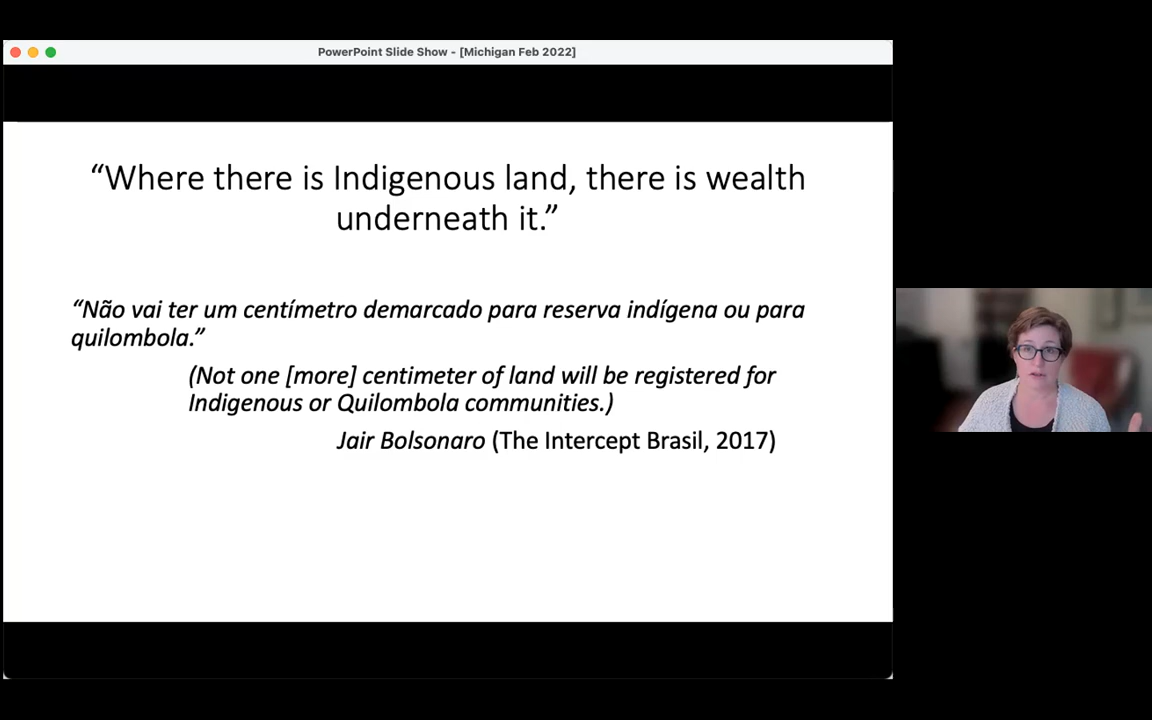 PowerPoint Slide Show - [Michigan Feb 2022]
“Where there is Indigenous land, there is wealth
underneath it.”
“Não vai ter um centímetro demarcado para reserva indígena ou para
quilombola.”
(Not one [more] centimeter of land will be registered for
Indigenous or Quilombola communities.)
Jair Bolsonaro (The Intercept Brasil, 2017)